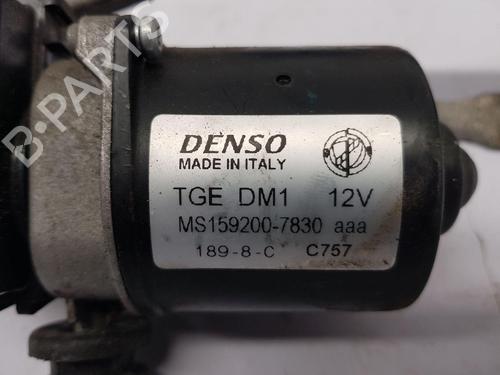 B-PARTS
DENSO
MADE IN ITALY
TGE DM1 12V
MS159200-7830 aaa
189-8-C C757